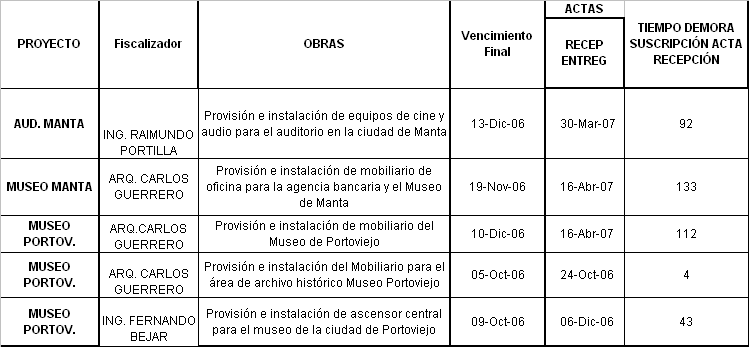 PROYECTO
Fiscalizador
OBRAS
Vencimiento
Final
ACTAS
RECEP
ENTREG
TIEMPO DEMORA
SUSCRIPCIÓN ACTA
RECEPCIÓN
AUD. MANTA
ING. RAIMUNDO
PORTILLA
Provisión e instalación de equipos de cine y
audio para el auditorio en la ciudad de Manta
13-Dic-06
30-Mar-07
92
MUSEO MANTA
ARQ. CARLOS
GUERRERO
Provisión e instalación de mobiliario de
oficina para la agencia bancaria y el Museo
de Manta
19-Nov-06
16-Abr-07
133
MUSEO
PORTOV.
ARQ.CARLOS
GUERRERO
Provisión e instalación de mobiliario del
Museo de Portoviejo
10-Dic-06
16-Abr-07
112
MUSEO
PORTOV.
ARQ. CARLOS
GUERRERO
Provisión e instalación del Mobiliario para el
área de archivo histórico Museo Portoviejo
05-Oct-06
24-Oct-06
4
MUSEO
PORTOV.
ING. FERNANDO
BEJAR
Provisión e instalación de ascensor central
para el museo de la ciudad de Portoviejo
09-Oct-06
06-Dic-06
43